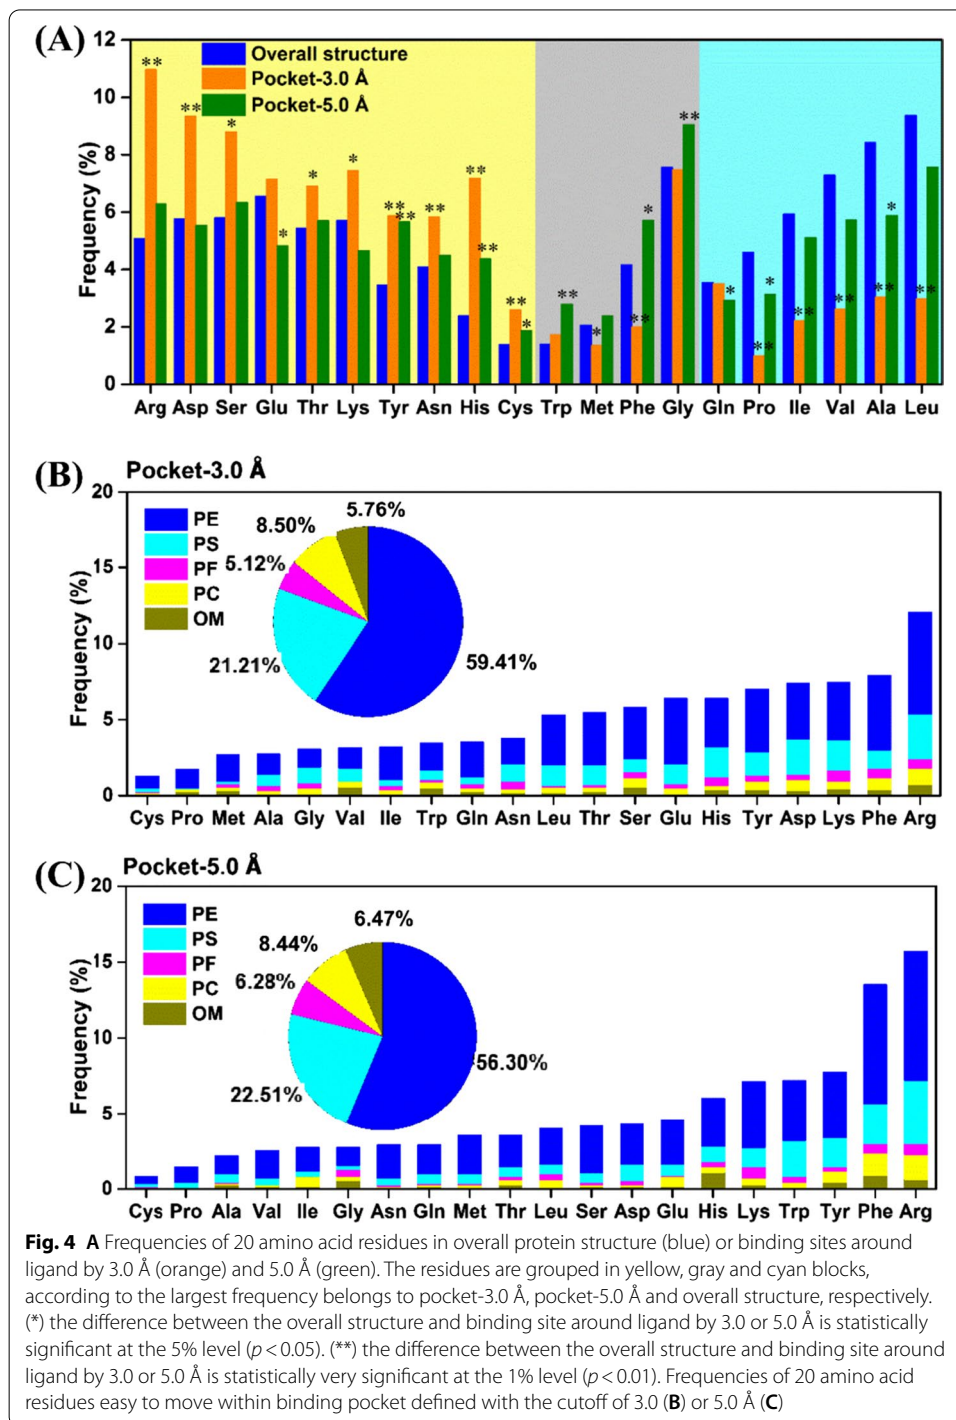 (A)
12
10
8
6
4
2
0
Frequency (%)
Overall structure
Pocket-3.0 Å
Pocket-5.0 Å
** ** * * * * ** ** ** ** ** ** * ** * ** * * ** ** * ** * ** ** ** * **
Arg Asp Ser Glu Thr Lys Tyr Asn His Cys Trp Met Phe Gly Gln Pro Ile Val Ala Leu
(B)
Pocket-3.0 Å
20
15
10
5
0
Frequency (%)
PE
PS
PF
PC
OM
5.76%
8.50%
5.12%
21.21%
59.41%
Cys Pro Met Ala Gly Val Ile Trp Gln Asn Leu Thr Ser Glu His Tyr Asp Lys Phe Arg
(C)
Pocket-5.0 Å
20
15
10
5
0
Frequency (%)
PE
PS
PF
PC
OM
6.47%
8.44%
6.28%
22.51%
56.30%
Cys Pro Ala Val Ile Gly Asn Gln Met Thr Leu Ser Asp Glu His Lys Trp Tyr Phe Arg
Fig. 4 A Frequencies of 20 amino acid residues in overall protein structure (blue) or binding sites around
ligand by 3.0 Å (orange) and 5.0 Å (green). The residues are grouped in yellow, gray and cyan blocks,
according to the largest frequency belongs to pocket-3.0 Å, pocket-5.0 Å and overall structure, respectively.
(*) the difference between the overall structure and binding site around ligand by 3.0 or 5.0 Å is statistically
significant at the 5% level (p < 0.05). (**) the difference between the overall structure and binding site around
ligand by 3.0 or 5.0 Å is statistically very significant at the 1% level (p < 0.01). Frequencies of 20 amino acid
residues easy to move within binding pocket defined with the cutoff of 3.0 (B) or 5.0 Å (C)